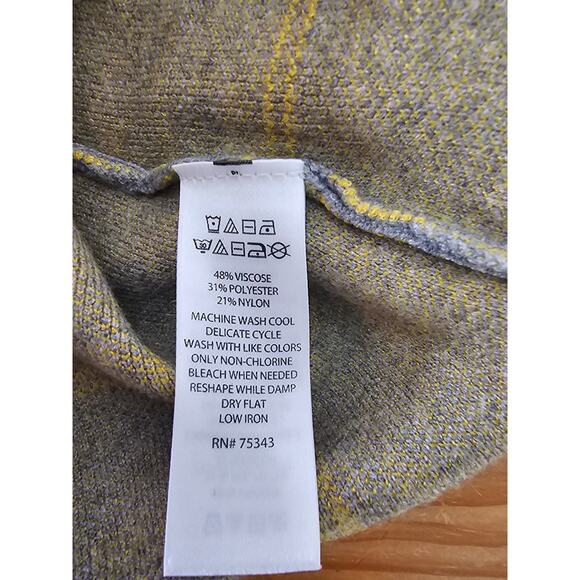 30
48% VISCOSE
31% POLYESTER
21% NYLON
MACHINE WASH COOL
DELICATE CYCLE
WASH WITH LIKE COLORS
ONLY NON-CHLORINE
BLEACH WHEN NEEDED
RESHAPE WHILE DAMP
DRY FLAT
LOW IRON
RN# 75343